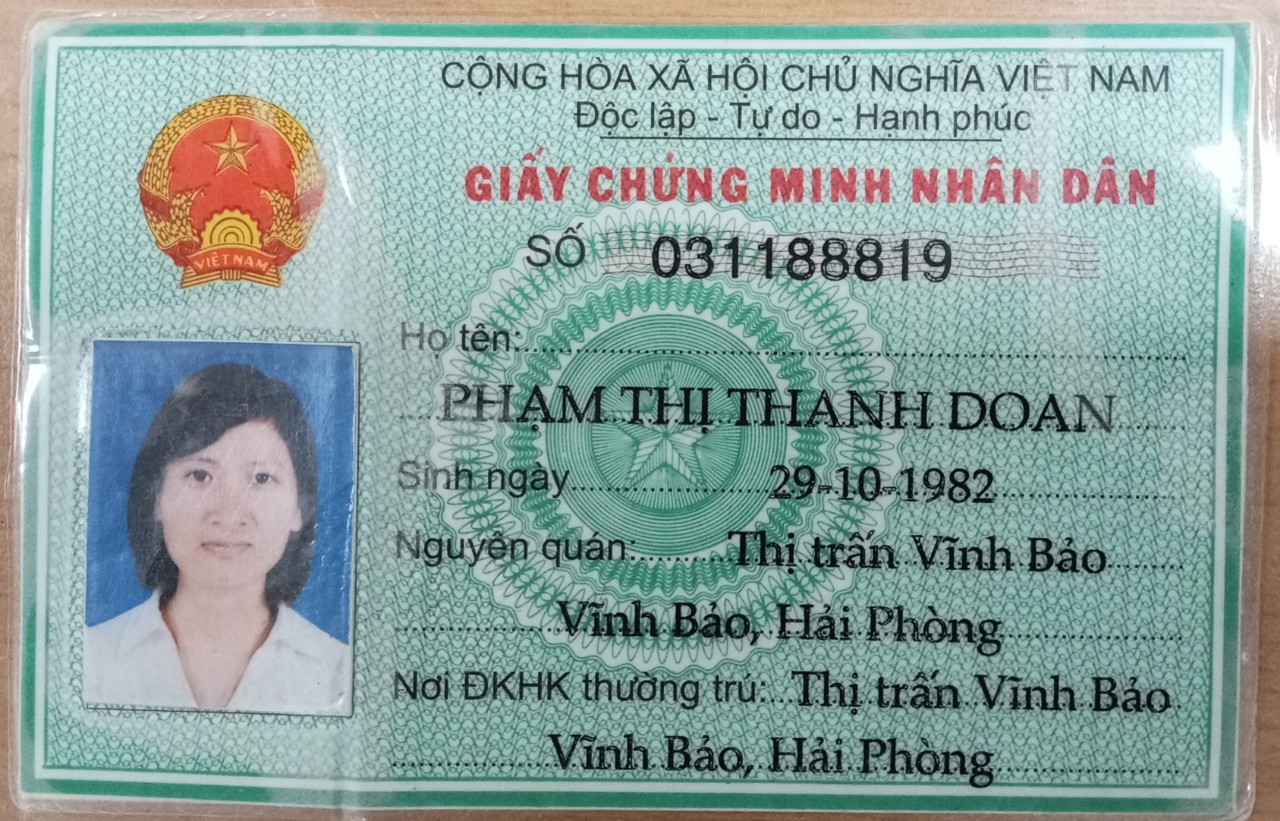 CỘNG HÒA XÃ HỘI CHỦ NGHĨA VIỆT NAM
Độc lập - Tự do - Hạnh phúc
GIẤY CHỨNG MINH NHÂN DÂN
SỐ 031188819
VIỆT NAM
Họ tên:
PHẠM THỊ THANH DOAN
Sinh ngày 29-10-1982
Nguyên quán: Thị trấn Vĩnh Bảo
Vĩnh Bảo, Hải Phòng
Nơi ĐKHK thường trú: Thị trấn Vĩnh Bảo
Vĩnh Bảo, Hải Phòng